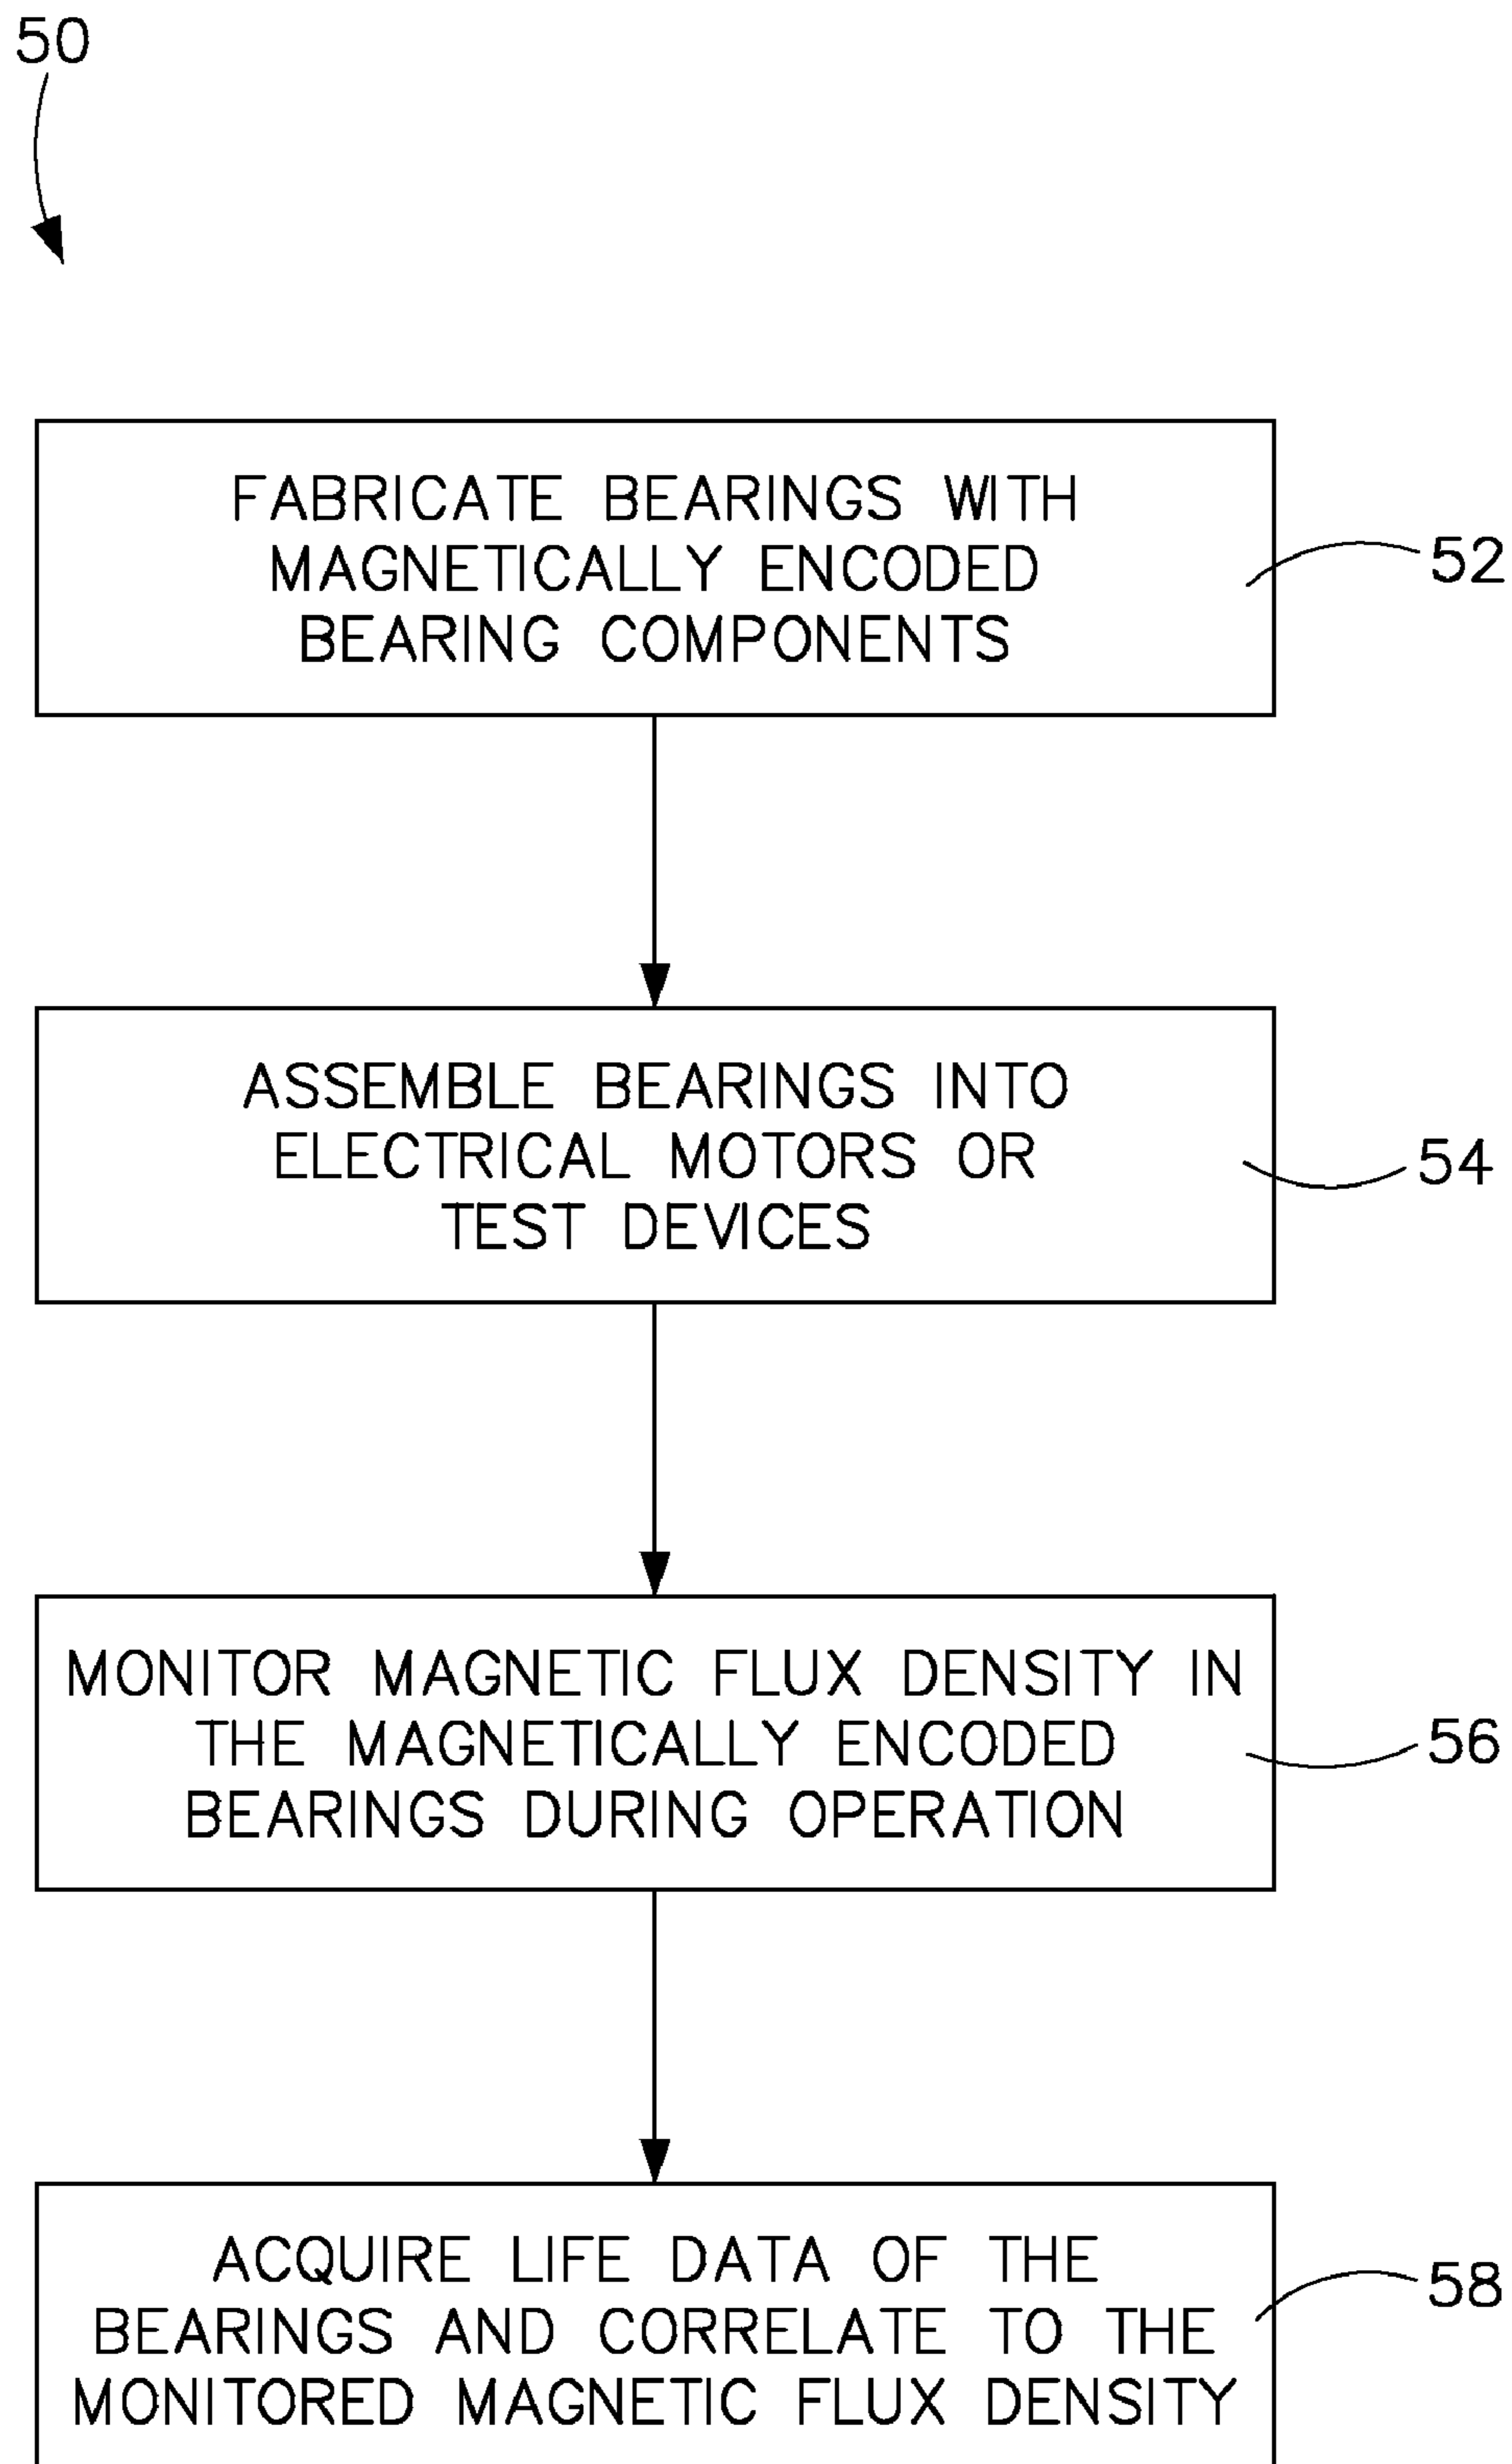 50
FABRICATE BEARINGS WITH
MAGNETICALLY ENCODED
BEARING COMPONENTS
52
ASSEMBLE BEARINGS INTO
ELECTRICAL MOTORS OR
TEST DEVICES
54
MONITOR MAGNETIC FLUX DENSITY IN
THE MAGNETICALLY ENCODED
BEARINGS DURING OPERATION
56
ACQUIRE LIFE DATA OF THE
BEARINGS AND CORRELATE TO THE
MONITORED MAGNETIC FLUX DENSITY
58